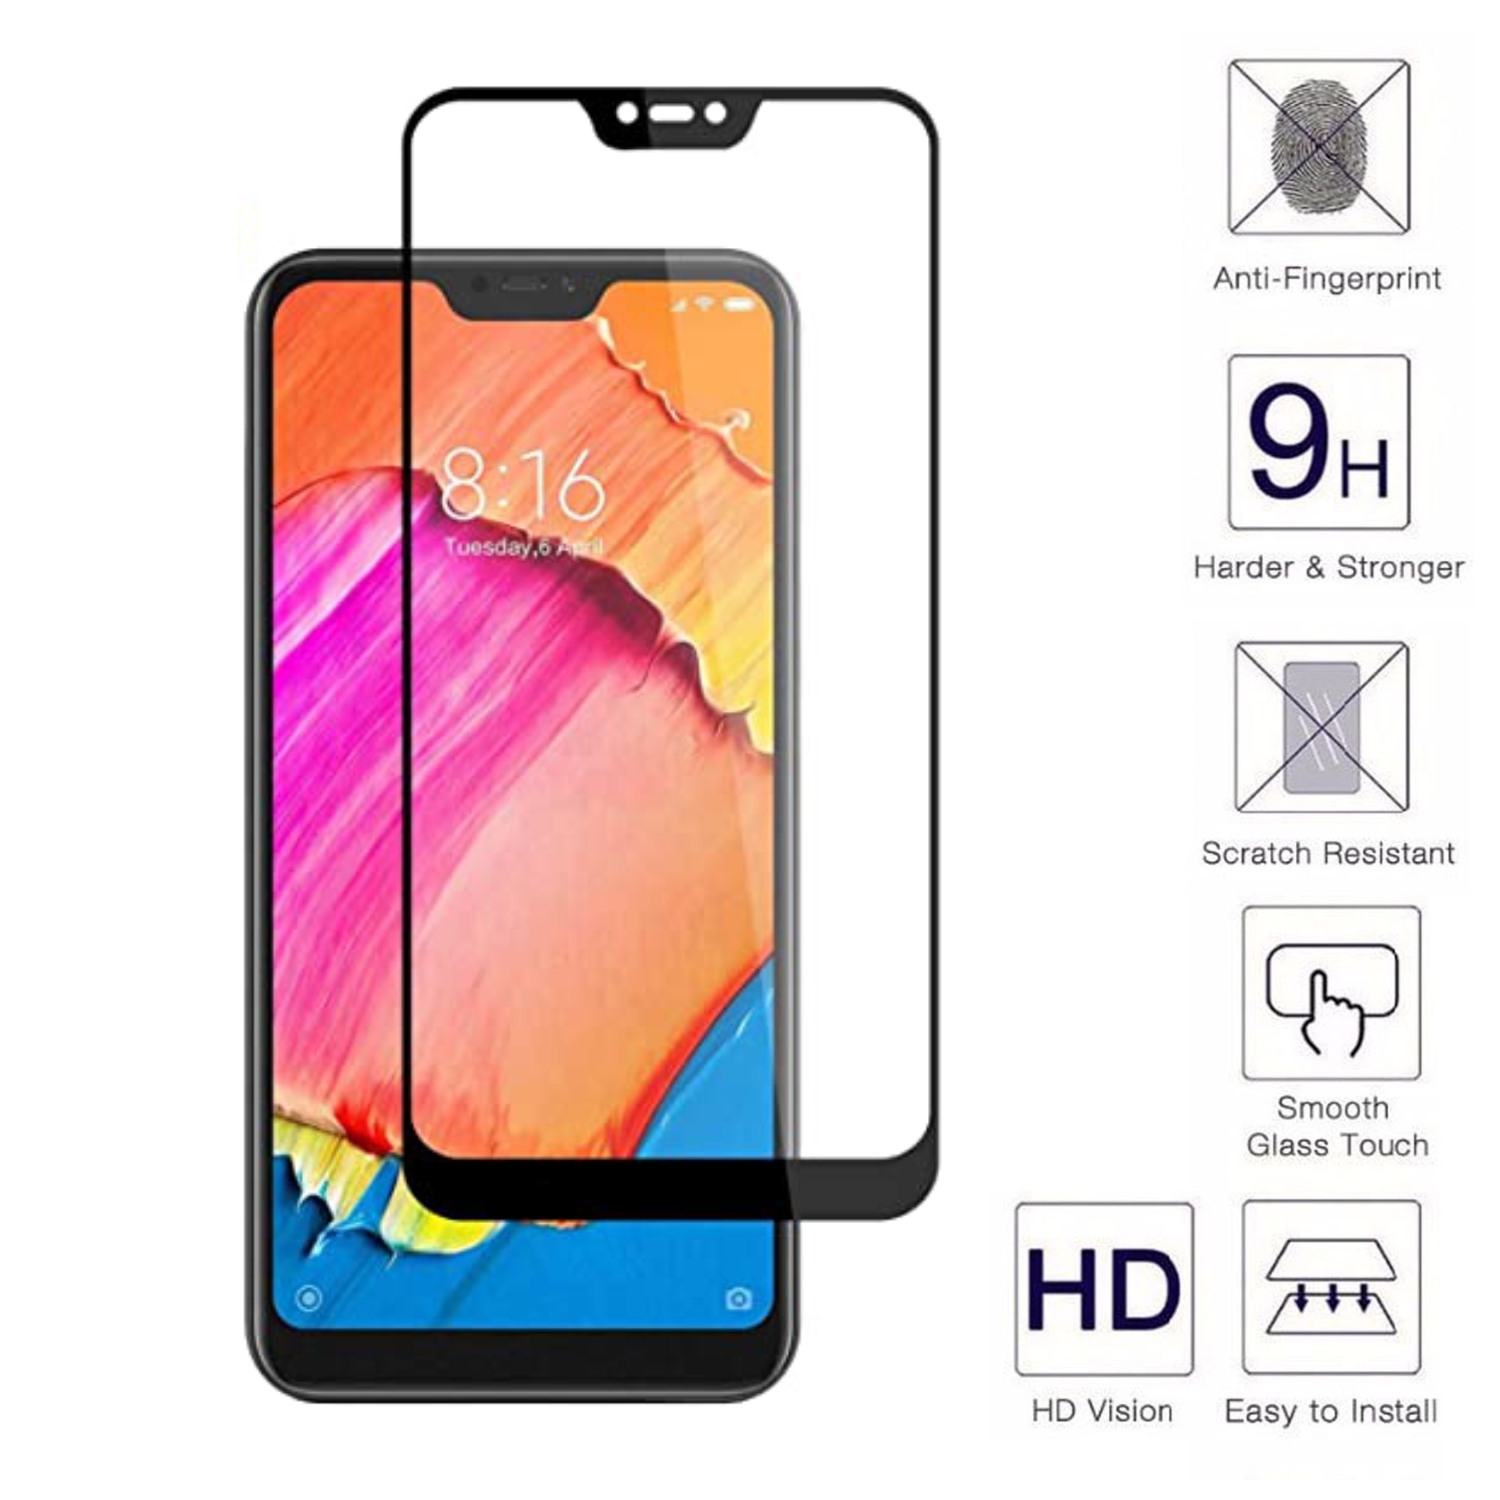 8:16
Tuesday,6 April
Anti-Fingerprint
9H
Harder & Stronger
Scratch Resistant
Smooth
Glass Touch
HD
HD Vision
Easy to Install